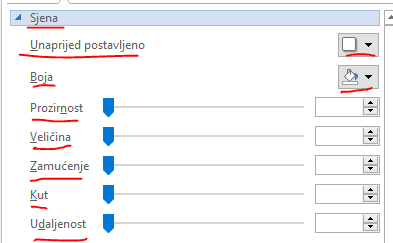 Sjena
Unaprijed postavljeno
Boja
Prozirnost
Veličina
Zamućenje
Kut
Udaljenost